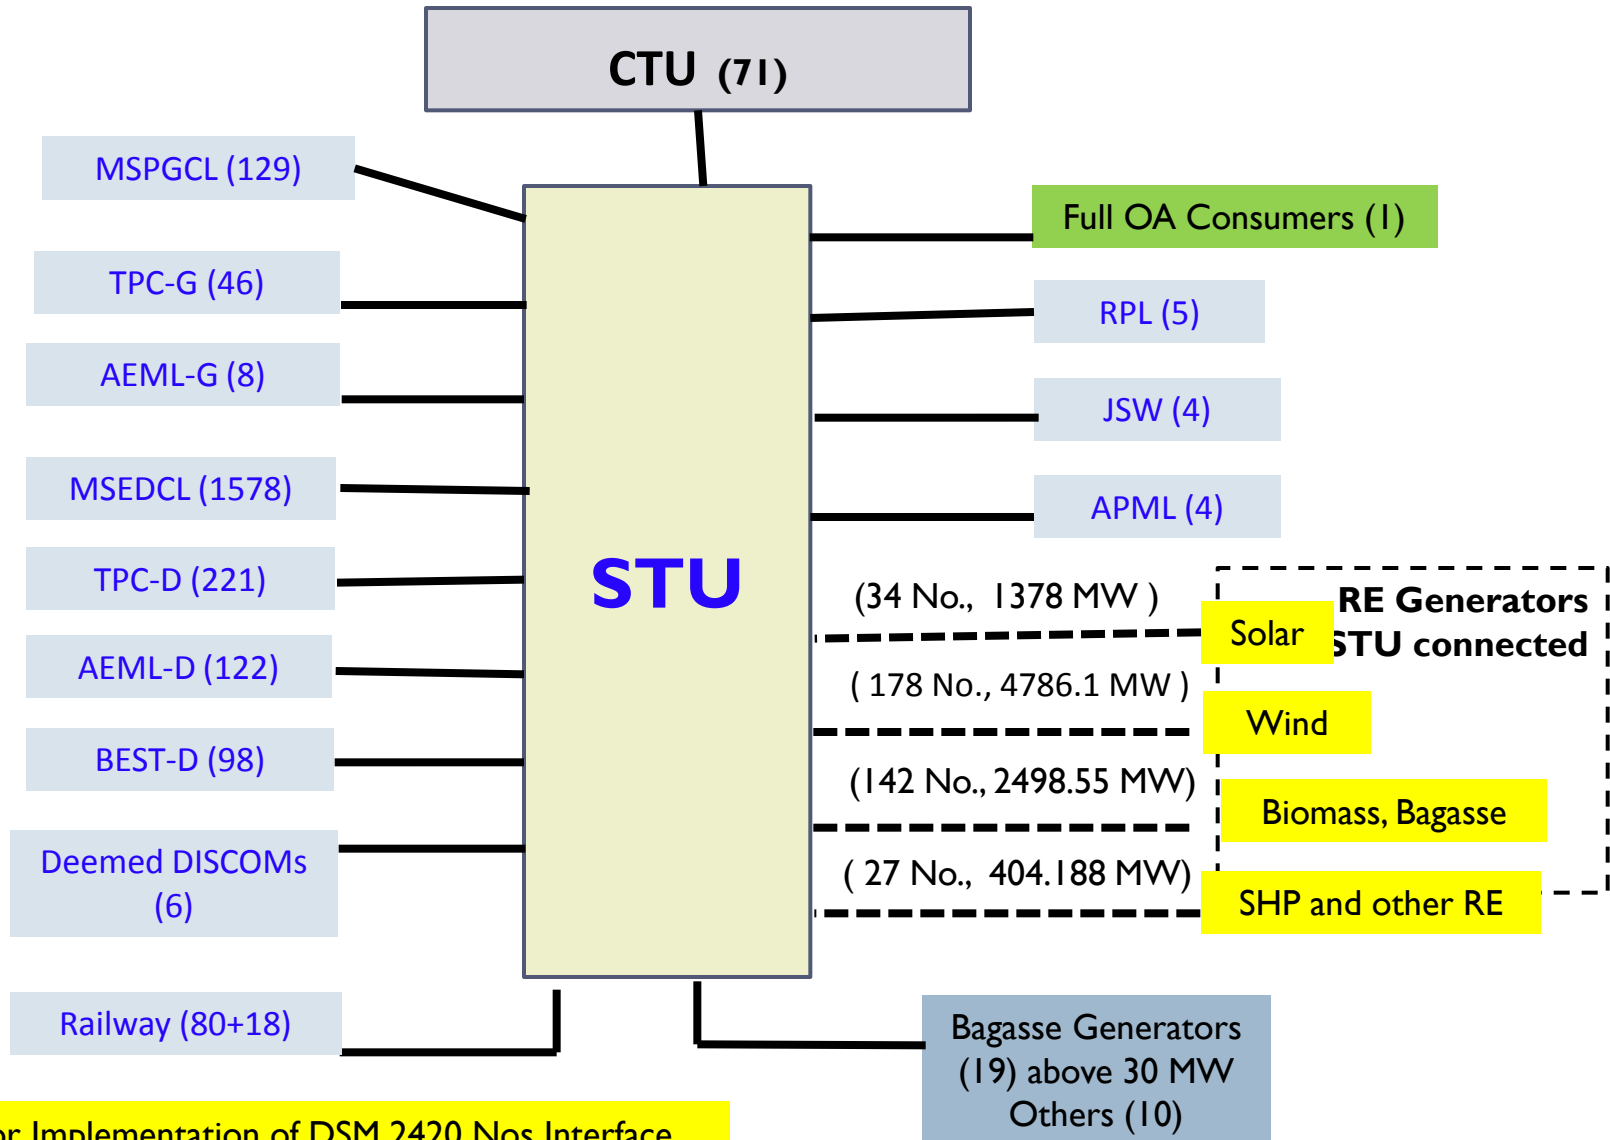 CTU (71)
MSPGCL (129)
TPC-G (46)
AEML-G (8)
MSEDCL (1578)
TPC-D (221)
AEML-D (122)
BEST-D (98)
Deemed DISCOMs
(6)
Railway (80+18)
STU
Full OA Consumers (1)
RPL (5)
JSW (4)
APML (4)
RE Generators
STU connected
(34 No., 1378 MW )
Solar
( 178 No., 4786.1 MW )
Wind
(142 No., 2498.55 MW)
Biomass, Bagasse
( 27 No., 404.188 MW)
SHP and other RE
Bagasse Generators
(19) above 30 MW
Others (10)
Implementation of DSM 2420 Nos Interface